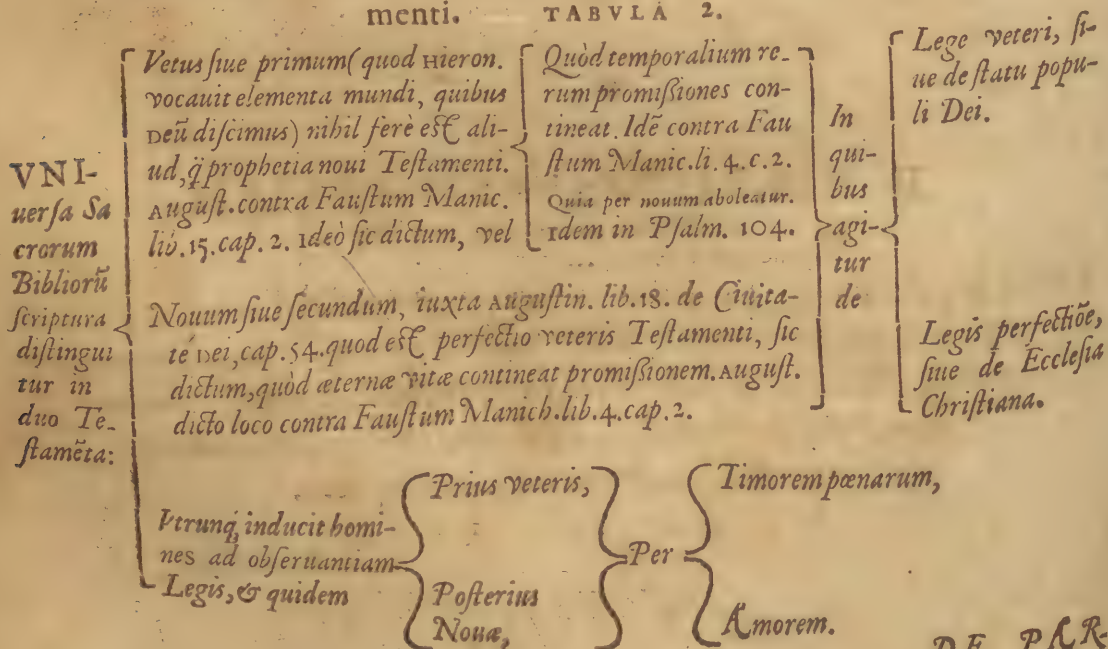 menti. TABVLA 2.
VNI-
uerſa Sa
crorum
Bibliorũ
ſcriptura
diſtingui
tur in
duo Te-
ſtamẽta:
Vetus ſiue primum (quod Hieron.
vocauit elementa mundi, quibus
Deũ diſcimus) nihil ferè eſt ali-
ud, q̃ prophetia noui Teſtamenti.
Auguſt. contra Fauſtum Manic.
lib. 15. cap. 2. Ideò ſic dictum, vel
Quòd temporalium re-
rum promiſſiones con-
tineat. Idẽ contra Fau
ſtum Manic. li. 4. c. 2.
Quia per nouum aboleatur.
Idem in Pſalm. 104.
Nouum ſiue ſecundum, iuxta Auguſtin. lib. 18. de Ciuita-
te Dei, cap. 54. quod eſt perfectio veteris Teſtamenti, ſic
dictum, quòd æternæ vitæ contineat promiſſionem. Auguſt.
dicto loco contra Fauſtum Manich. lib. 4. cap. 2.
In
qui-
bus
agi-
tur
de
Lege veteri, ſi-
ue de ſtatu popu-
li Dei.
Legis perfectiõe,
ſiue de Eccleſia
Chriſtiana.
Vtrunq; inducit homi-
nes ad obſeruantiam
Legis, & quidem
Prius veteris,
Poſterius
Nouæ,
Per
Timorem pœnarum,
Amorem.
DE PAR-